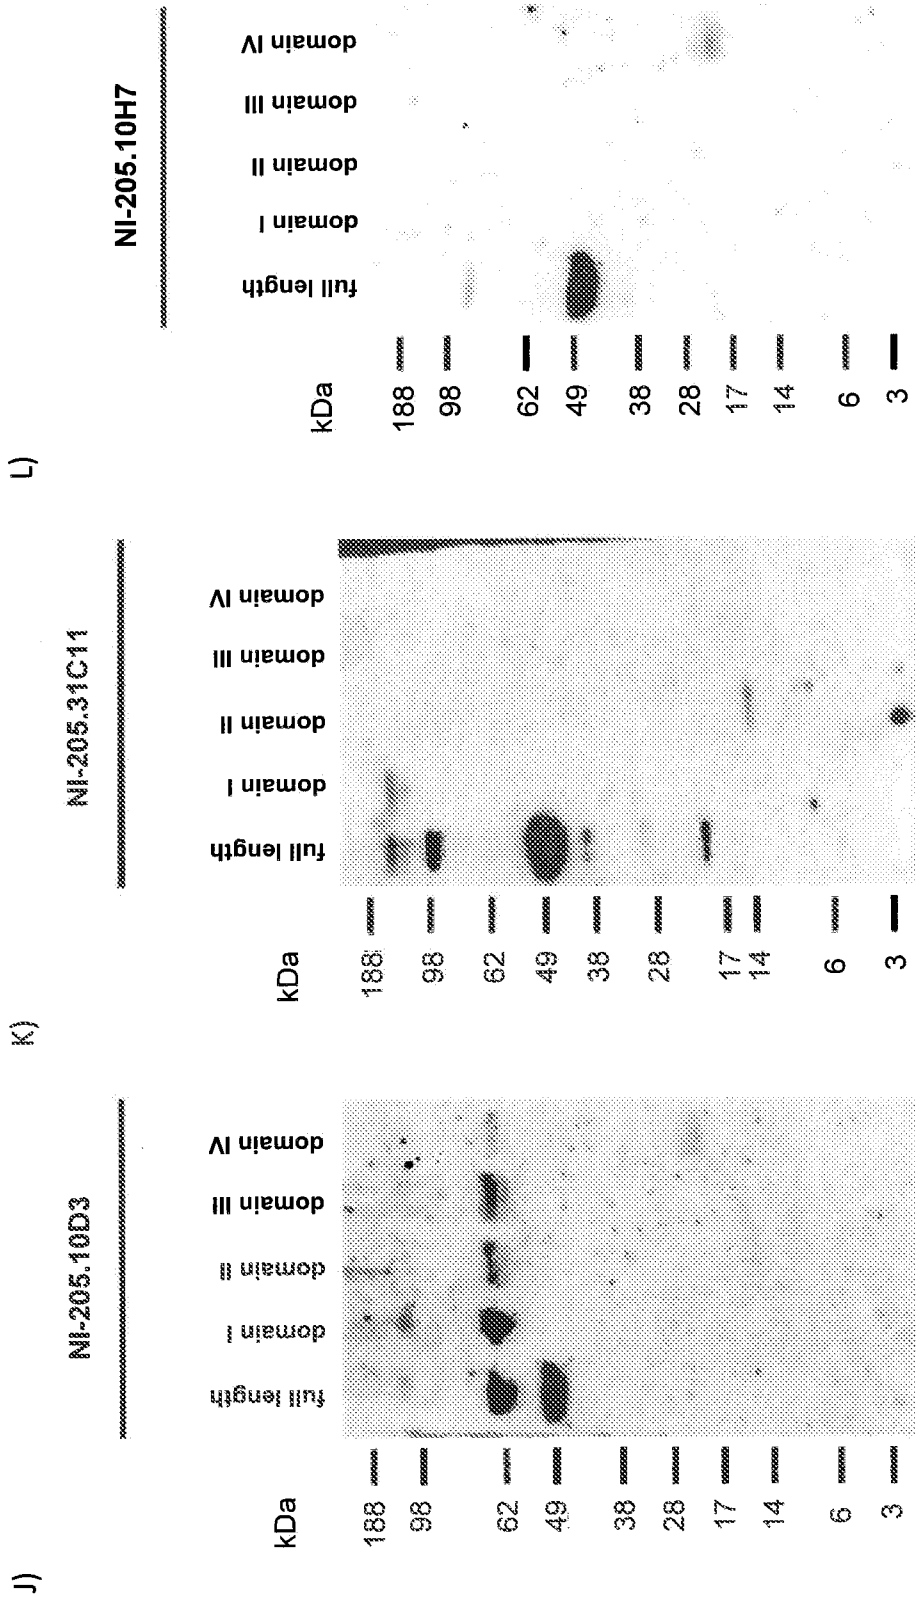 J)
NI-205.10D3
kDa
full length
domain I
domain II
domain III
domain IV
188
98
62
49
38
28
17
14
6
3
K)
NI-205.31C11
kDa
full length
domain I
domain II
domain III
domain IV
188
98
62
49
38
28
17
14
6
3
L)
NI-205.10H7
kDa
full length
domain I
domain II
domain III
domain IV
188
98
62
49
38
28
17
14
6
3